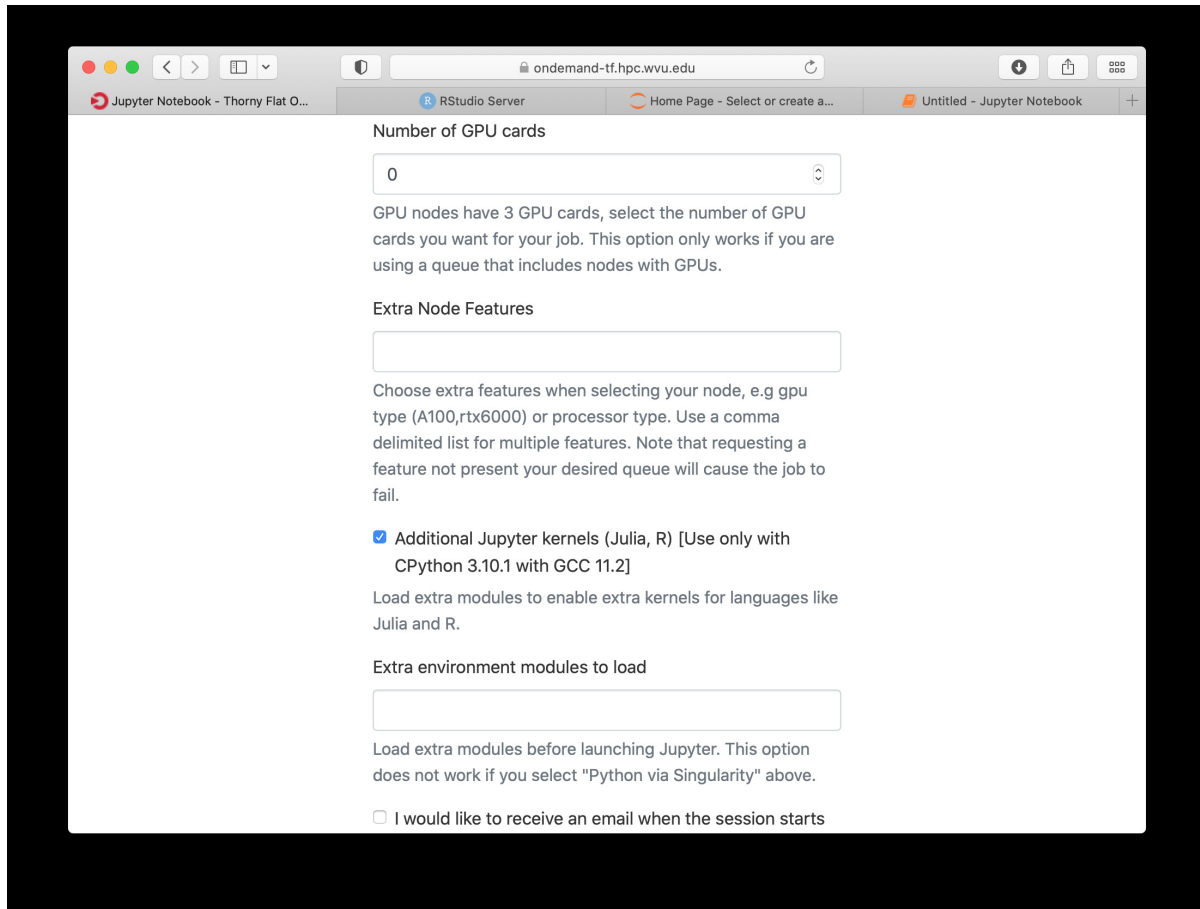 ondemand-tf.hpc.wvu.edu
Jupyter Notebook - Thorny Flat O...
R RStudio Server
Home Page - Select or create a...
Untitled - Jupyter Notebook
Number of GPU cards
0
GPU nodes have 3 GPU cards, select the number of GPU
cards you want for your job. This option only works if you are
using a queue that includes nodes with GPUs.
Extra Node Features
Choose extra features when selecting your node, e.g gpu
type (A100,rtx6000) or processor type. Use a comma
delimited list for multiple features. Note that requesting a
feature not present your desired queue will cause the job to
fail.
Additional Jupyter kernels (Julia, R) [Use only with
CPython 3.10.1 with GCC 11.2]
Load extra modules to enable extra kernels for languages like
Julia and R.
Extra environment modules to load
Load extra modules before launching Jupyter. This option
does not work if you select "Python via Singularity" above.
I would like to receive an email when the session starts